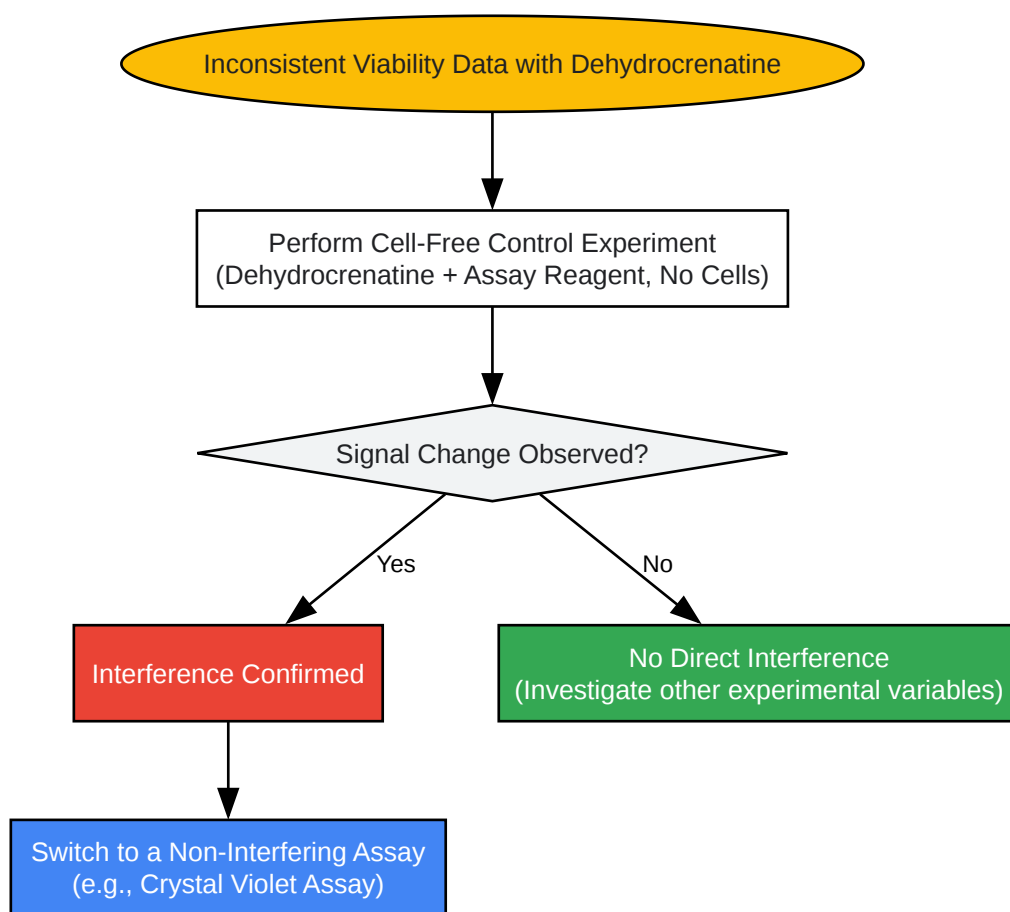 Inconsistent Viability Data with Dehydrocrenatine
Perform Cell-Free Control Experiment
(Dehydrocrenatine + Assay Reagent, No Cells)
Signal Change Observed?
Yes
No
Interference Confirmed
No Direct Interference
(Investigate other experimental variables)
Switch to a Non-Interfering Assay
(e.g., Crystal Violet Assay)